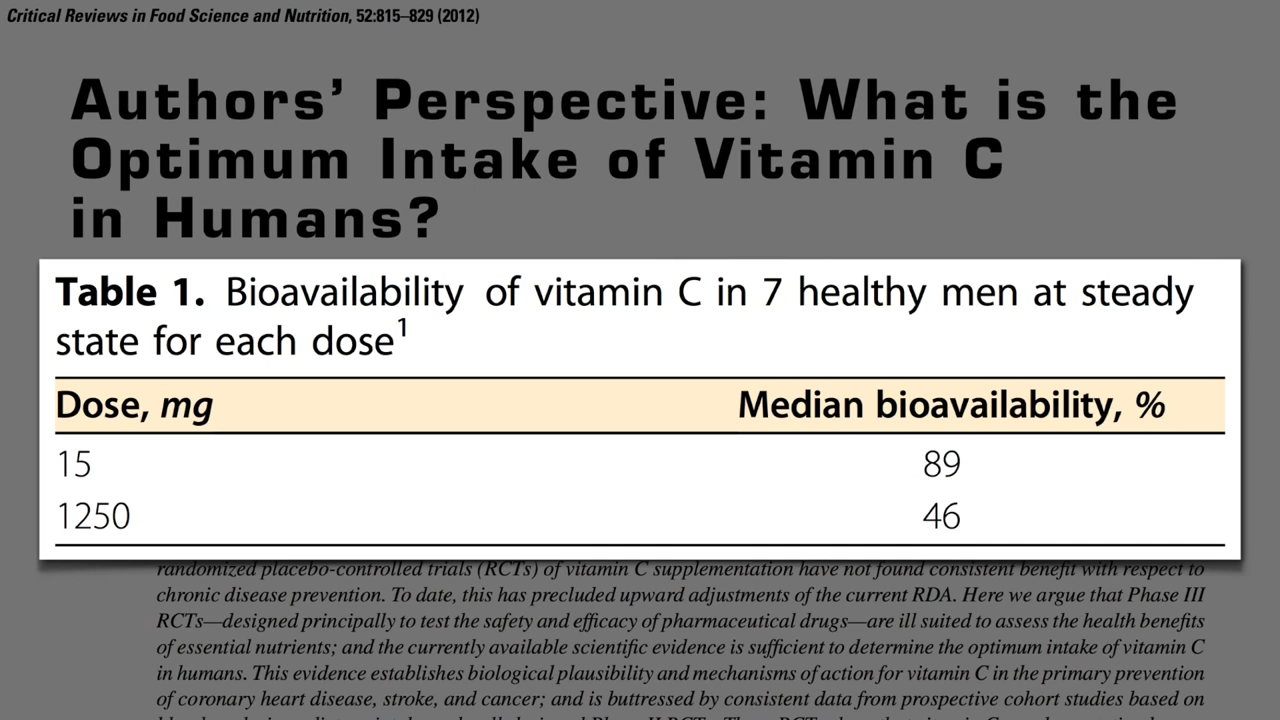 Critical Reviews in Food Science and Nutrition, 52:815–829 (2012)
Authors’ Perspective: What is the
Optimum Intake of Vitamin C
in Humans?
Table 1. Bioavailability of vitamin C in 7 healthy men at steady
state for each dose1
Dose, mg Median bioavailability, %
15 89
1250 46
randomized placebo-controlled trials (RCTs) of vitamin C supplementation have not found consistent benefit with respect to
chronic disease prevention. To date, this has precluded upward adjustments of the current RDA. Here we argue that Phase III
RCTs—designed principally to test the safety and efficacy of pharmaceutical drugs—are ill suited to assess the health benefits
of essential nutrients; and the currently available scientific evidence is sufficient to determine the optimum intake of vitamin C
in humans. This evidence establishes biological plausibility and mechanisms of action for vitamin C in the primary prevention
of coronary heart disease, stroke, and cancer; and is buttressed by consistent data from prospective cohort studies based on